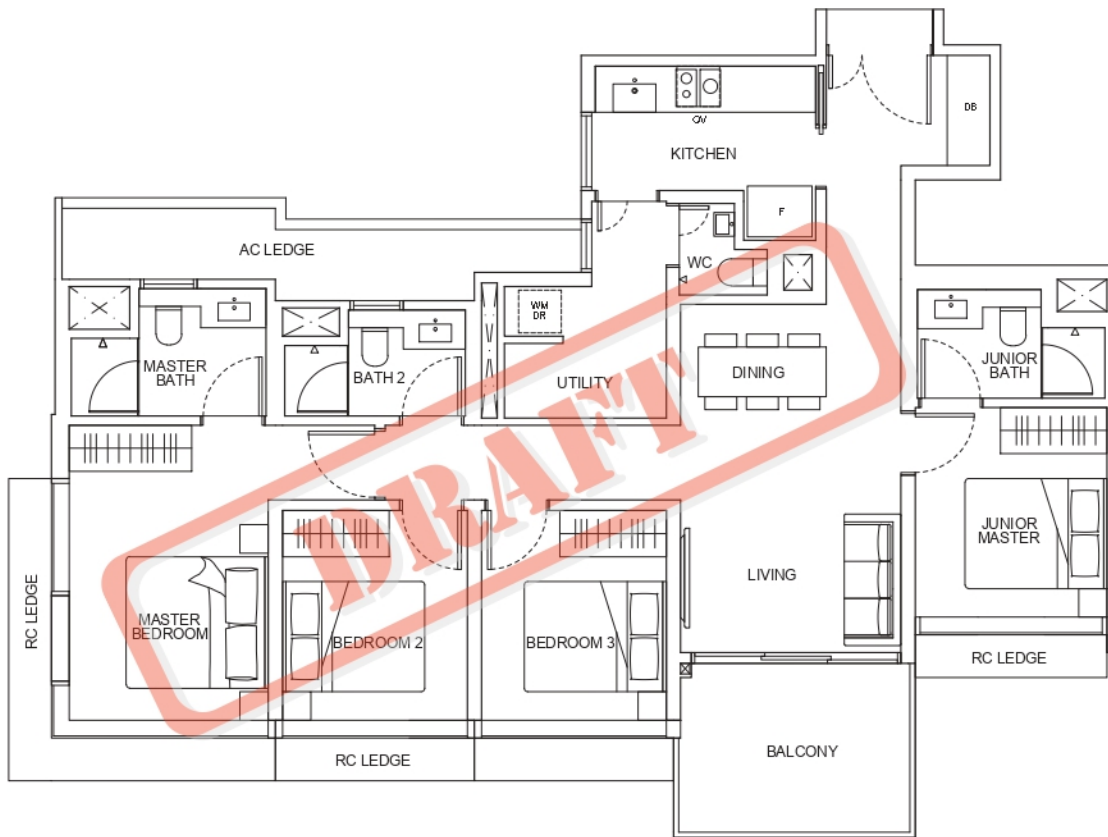 DB
OV
KITCHEN
F
AC LEDGE
WC
WM
DR
MASTER
BATH
BATH 2
UTILITY
DINING
JUNIOR
BATH
DRAFT
JUNIOR
MASTER
LIVING
RC LEDGE
MASTER
BEDROOM
BEDROOM 2
BEDROOM 3
RC LEDGE
RC LEDGE
BALCONY